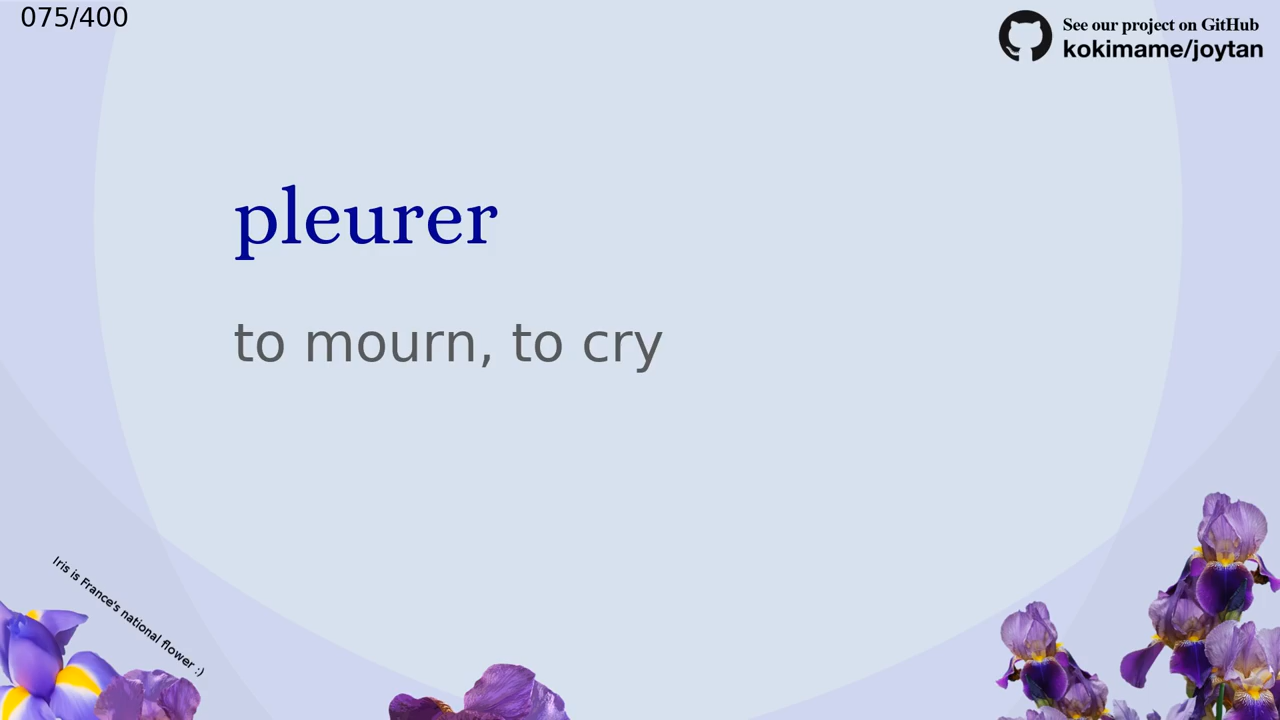 075/400
See our project on GitHub
kokimame/joytan
pleurer
to mourn, to cry
Iris is France's national flower :)